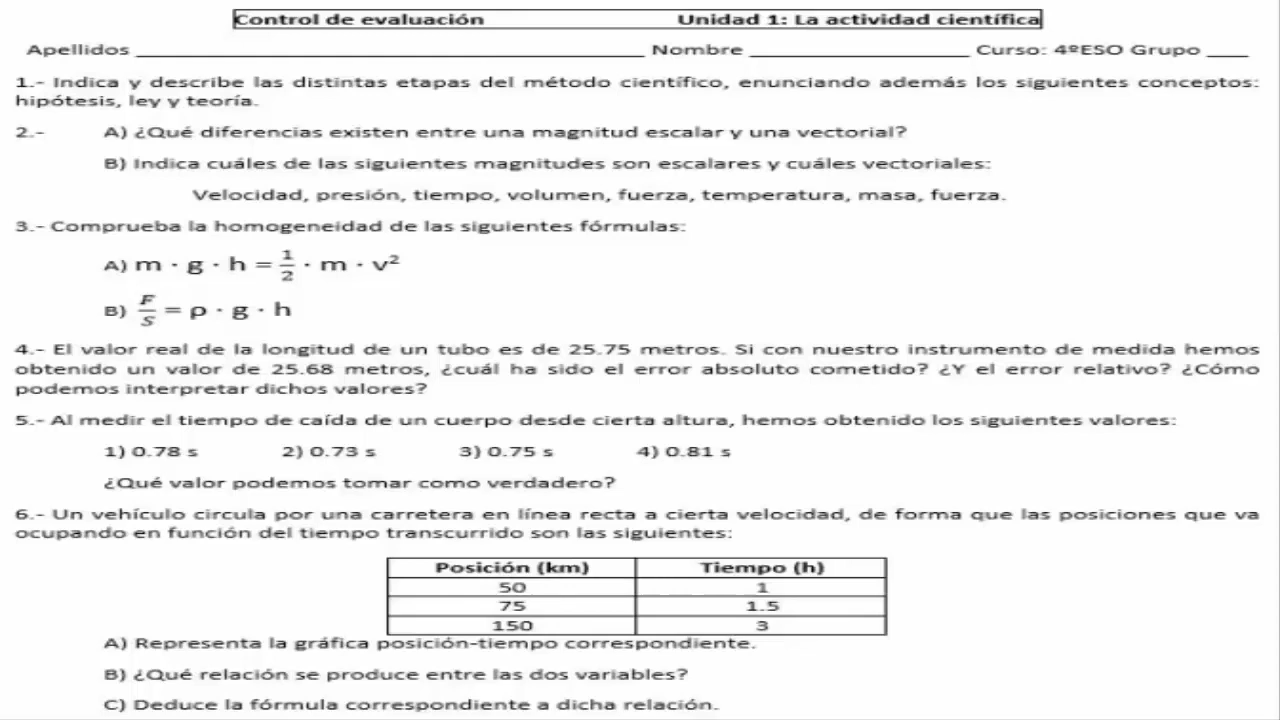 Control de evaluación Unidad 1: La actividad científica
Apellidos ____________________ Nombre ____________________ Curso: 4ºESO Grupo ____
1.- Indica y describe las distintas etapas del método científico, enunciando además los siguientes conceptos:
hipótesis, ley y teoría.
2.- A) ¿Qué diferencias existen entre una magnitud escalar y una vectorial?
B) Indica cuáles de las siguientes magnitudes son escalares y cuáles vectoriales:
Velocidad, presión, tiempo, volumen, fuerza, temperatura, masa, fuerza.
3.- Comprueba la homogeneidad de las siguientes fórmulas:
A) m · g · h = 1/2 · m · v²
B) F/S = ρ · g · h
4.- El valor real de la longitud de un tubo es de 25.75 metros. Si con nuestro instrumento de medida hemos
obtenido un valor de 25.68 metros, ¿cuál ha sido el error absoluto cometido? ¿Y el error relativo? ¿Cómo
podemos interpretar dichos valores?
5.- Al medir el tiempo de caída de un cuerpo desde cierta altura, hemos obtenido los siguientes valores:
1) 0.78 s 2) 0.73 s 3) 0.75 s 4) 0.81 s
¿Qué valor podemos tomar como verdadero?
6.- Un vehículo circula por una carretera en línea recta a cierta velocidad, de forma que las posiciones que va
ocupando en función del tiempo transcurrido son las siguientes:
Posición (km) Tiempo (h)
50 1
75 1.5
150 3
A) Representa la gráfica posición-tiempo correspondiente.
B) ¿Qué relación se produce entre las dos variables?
C) Deduce la fórmula correspondiente a dicha relación.